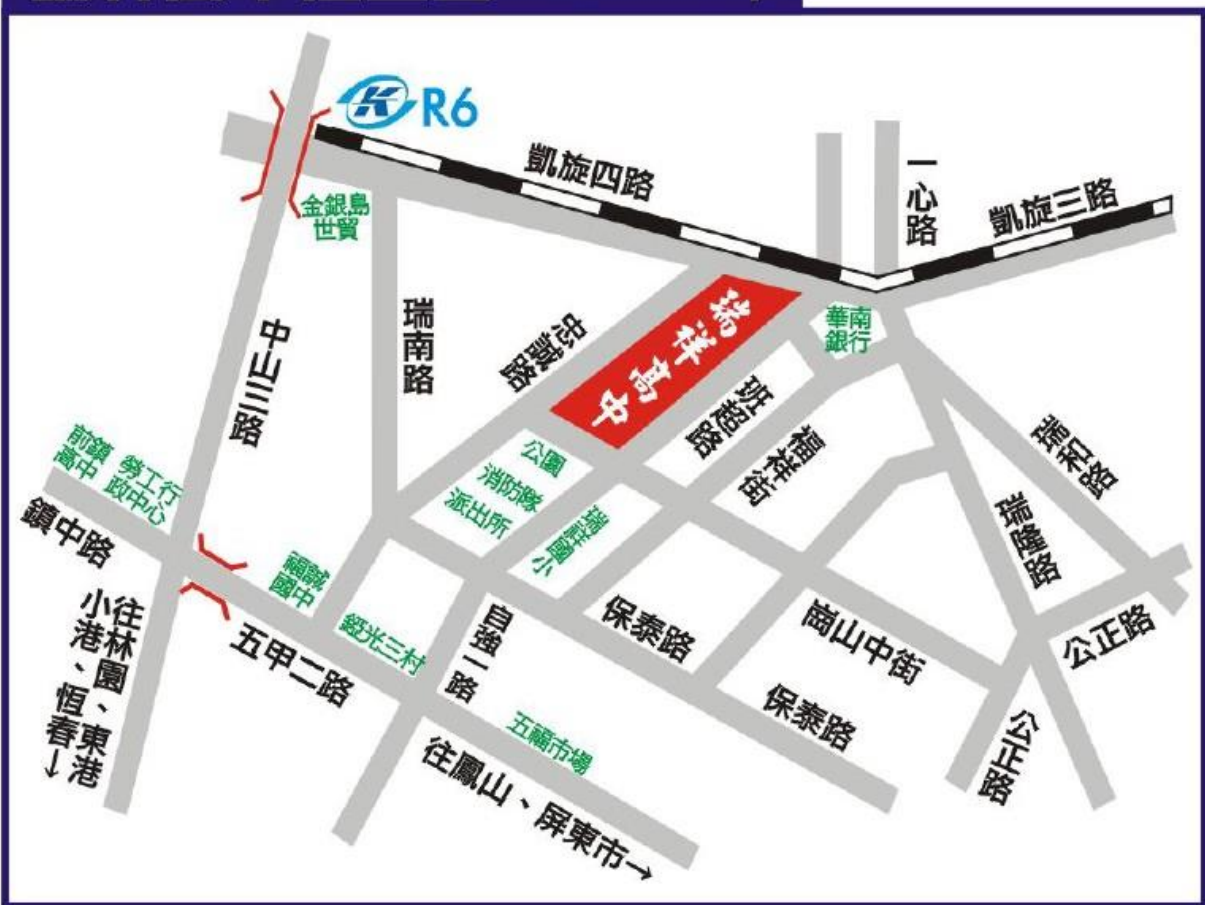 K R6
凱旋四路
一心路
凱旋三路
金銀島
世貿
中山三路
瑞南路
忠誠路
瑞祥高中
華南
銀行
班超路
福祥街
瑞和路
瑞隆路
前鎮
高中
勞工行
政中心
鎮中路
公園
消防隊
派出所
瑞祥國小
福誠
國中
鋁光三村
五甲二路
自強一路
保泰路
崗山中街
公正路
保泰路
公正路
往林園、東港
小港、恆春→
五福市場
往鳳山、屏東市→